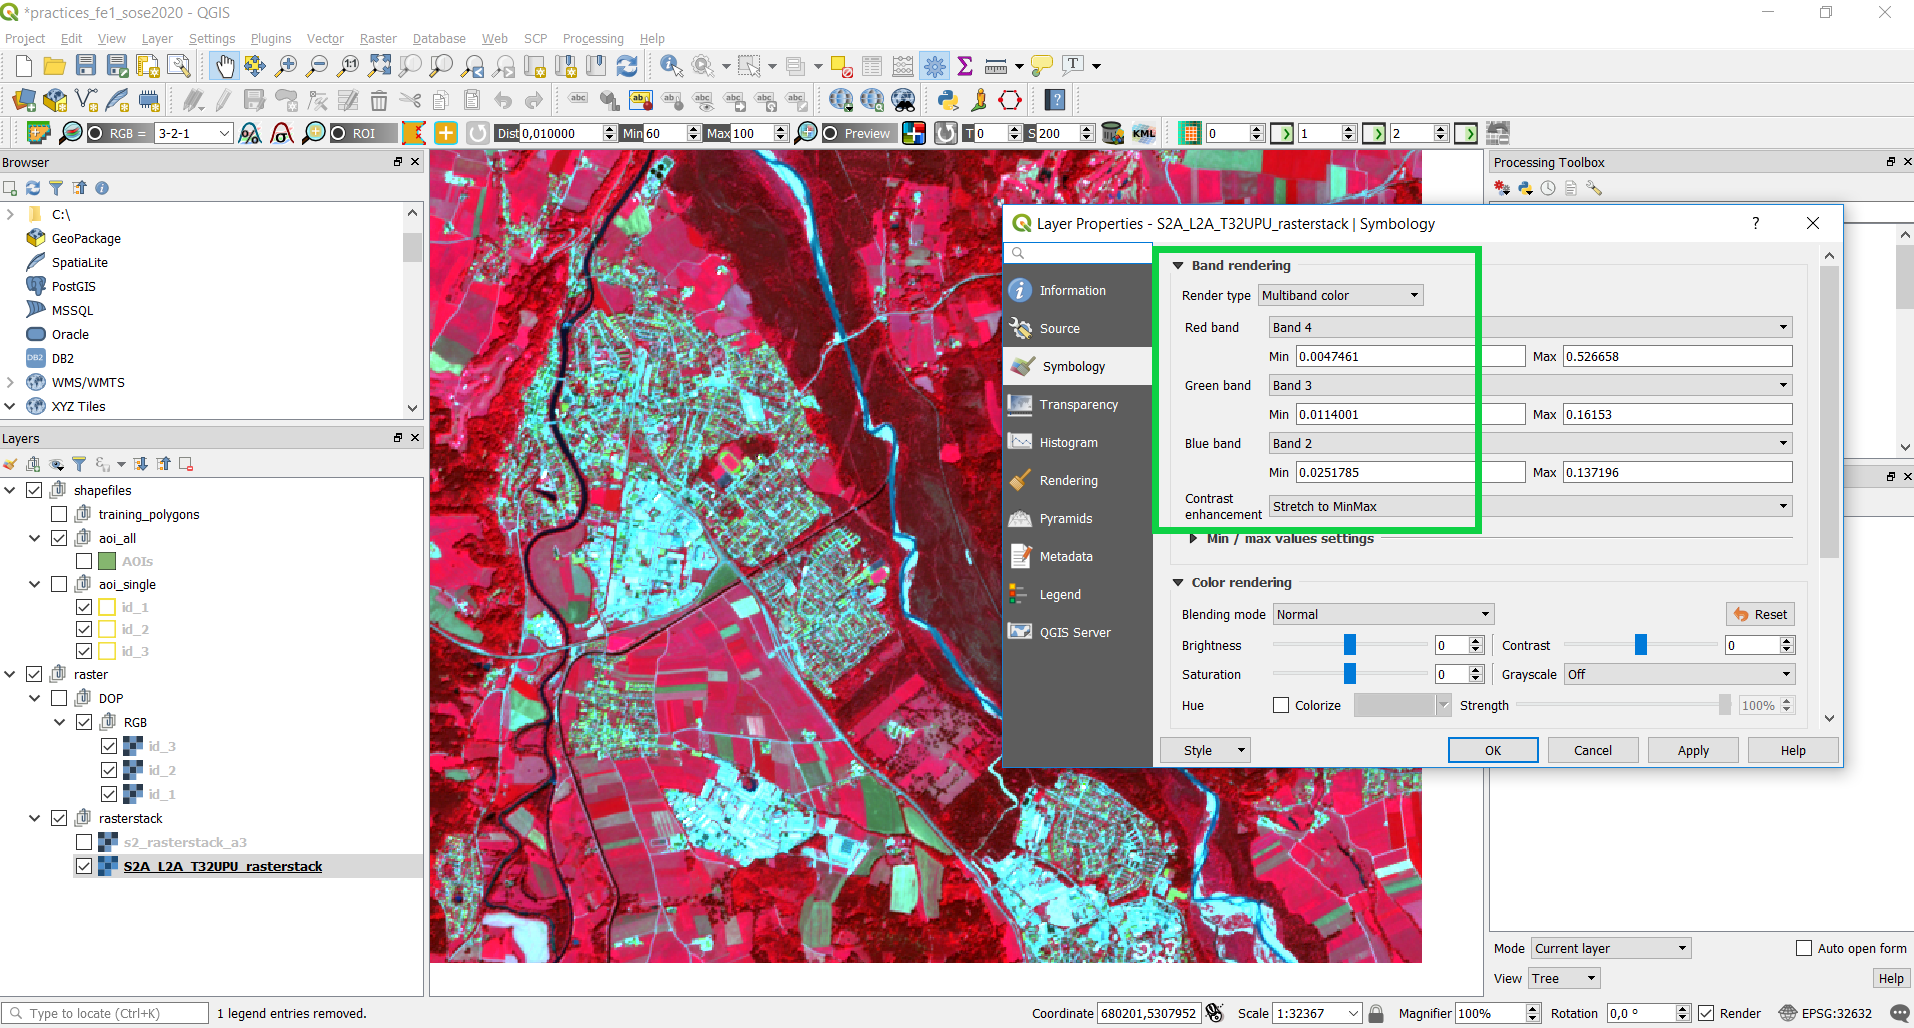 *practices_fe1_sose2020 - QGIS
Project Edit View Layer Settings Plugins Vector Raster Database Web SCP Processing Help
RGB = 3-2-1 ROI Dist 0,010000 Min 60 Max 100 Preview T 0 S 200 KML 0 1 2
Browser
C:\
GeoPackage
SpatiaLite
PostGIS
MSSQL
Oracle
DB2
WMS/WMTS
XYZ Tiles
Layers
shapefiles
training_polygons
aoi_all
AOIs
aoi_single
id_1
id_2
id_3
raster
DOP
RGB
id_3
id_2
id_1
rasterstack
s2_rasterstack_a3
S2A_L2A_T32UPU_rasterstack
Processing Toolbox
Layer Properties - S2A_L2A_T32UPU_rasterstack | Symbology
Information
Source
Symbology
Transparency
Histogram
Rendering
Pyramids
Metadata
Legend
QGIS Server
Band rendering
Render type Multiband color
Red band Band 4
Min 0.0047461 Max 0.526658
Green band Band 3
Min 0.0114001 Max 0.16153
Blue band Band 2
Min 0.0251785 Max 0.137196
Contrast
enhancement Stretch to MinMax
Min / max values settings
Color rendering
Blending mode Normal Reset
Brightness 0 Contrast 0
Saturation 0 Grayscale Off
Hue Colorize Strength 100%
Style OK Cancel Apply Help
Mode Current layer Auto open form
View Tree Help
Type to locate (Ctrl+K) 1 legend entries removed. Coordinate 680201,5307952 Scale 1:32367 Magnifier 100% Rotation 0,0 ° Render EPSG:32632